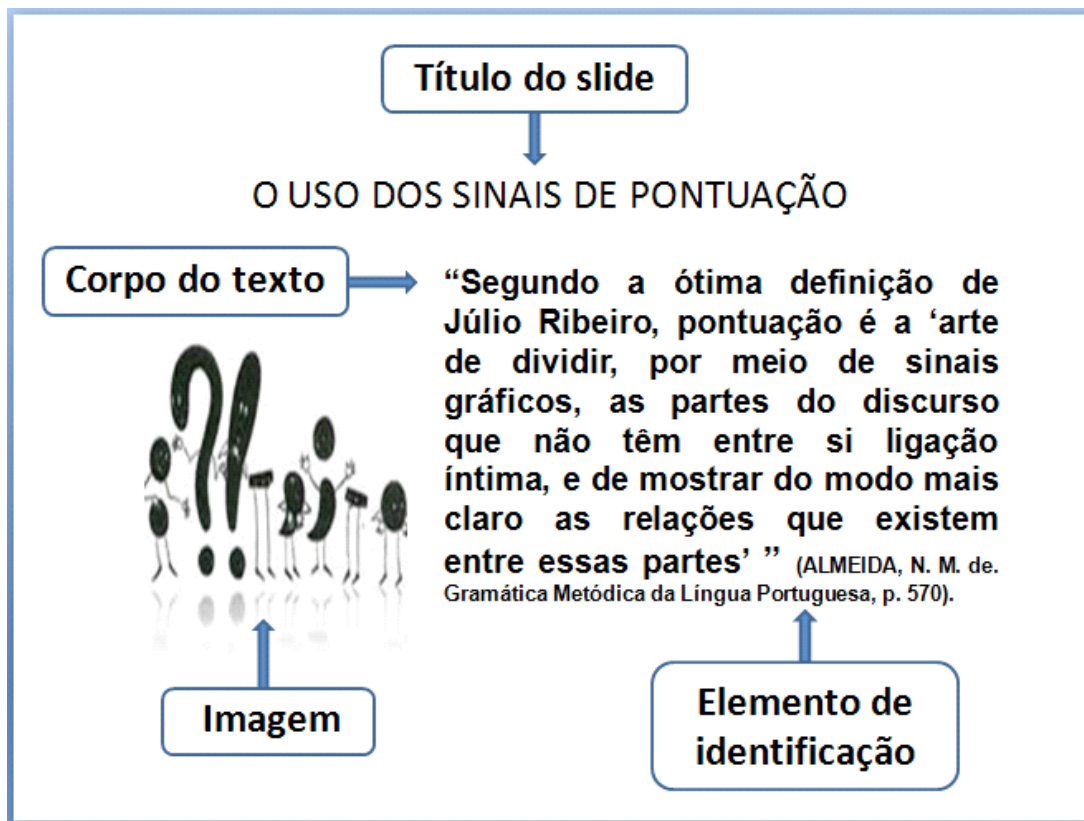 Título do slide
O USO DOS SINAIS DE PONTUAÇÃO
Corpo do texto
“Segundo a ótima definição de
Júlio Ribeiro, pontuação é a ‘arte
de dividir, por meio de sinais
gráficos, as partes do discurso
que não têm entre si ligação
íntima, e de mostrar do modo mais
claro as relações que existem
entre essas partes’ ” (ALMEIDA, N. M. de.
Gramática Metódica da Língua Portuguesa, p. 570).
Imagem
Elemento de
identificação